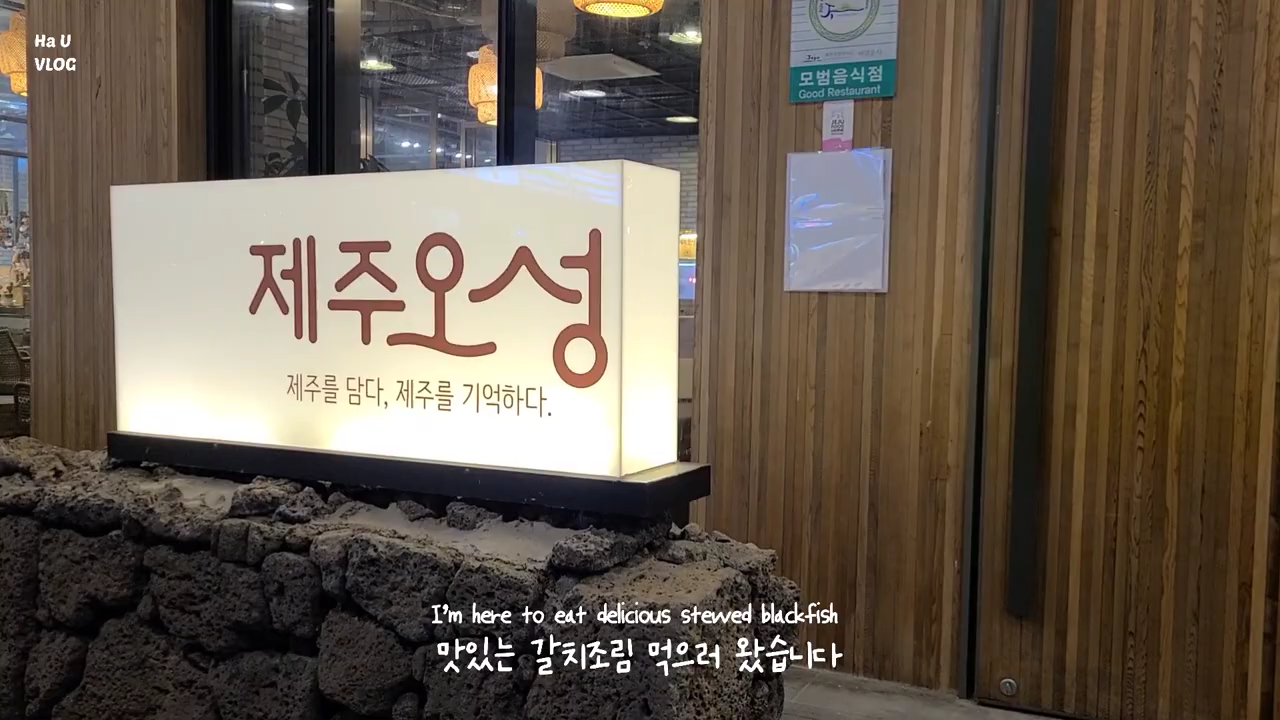 Ha U
VLOG
모범음식점
Good Restaurant
제주오성
제주를 담다, 제주를 기억하다.
I'm here to eat delicious stewed blackfish
맛있는 갈치조림 먹으러 왔습니다